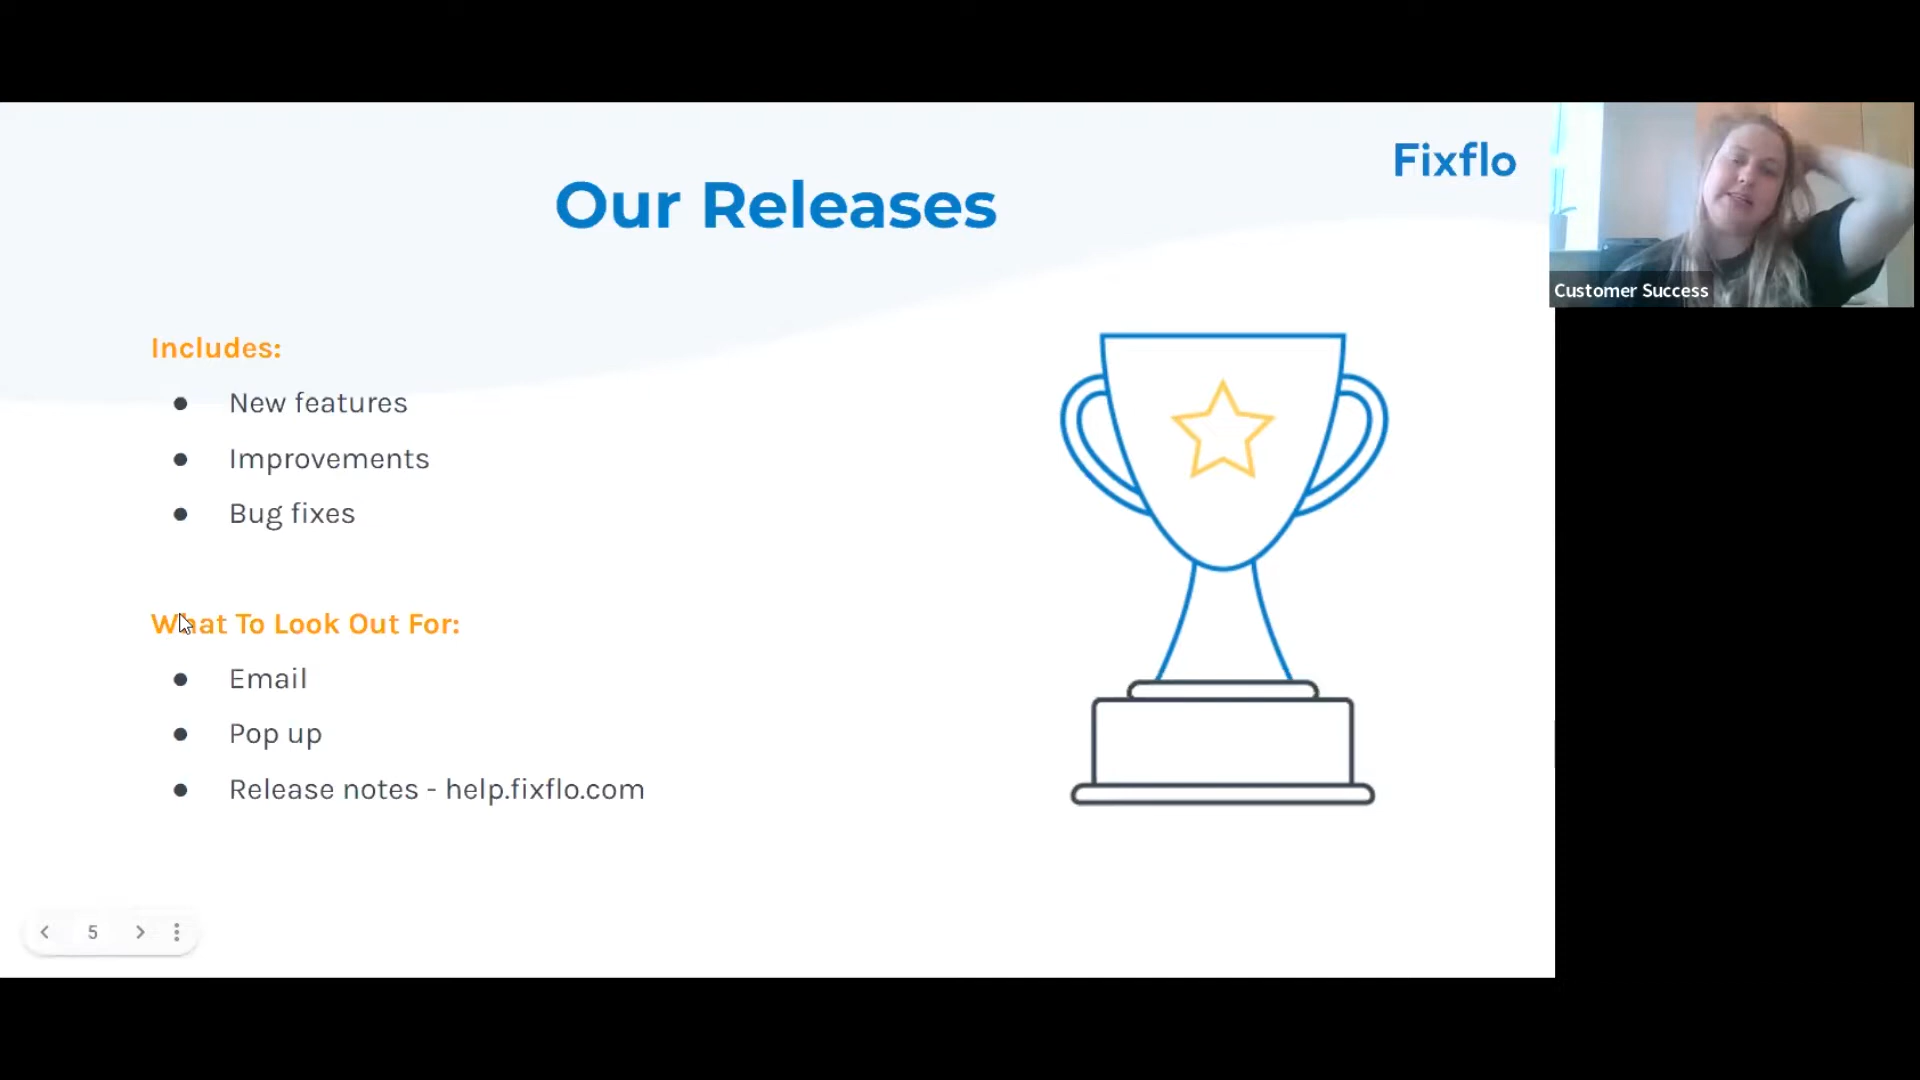 Fixflo
Our Releases
Customer Success
Includes:
● New features
● Improvements
● Bug fixes
What To Look Out For:
● Email
● Pop up
● Release notes - help.fixflo.com
5